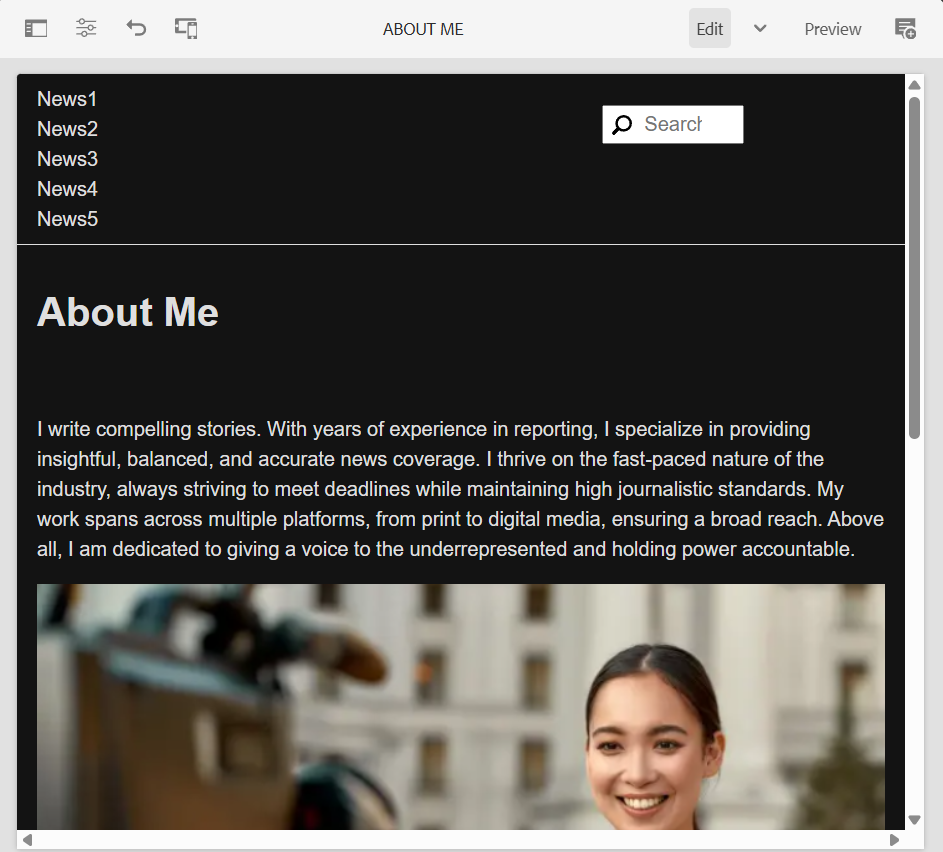 ABOUT ME
Edit
Preview
News1
News2
News3
News4
News5
Search
About Me
I write compelling stories. With years of experience in reporting, I specialize in providing
insightful, balanced, and accurate news coverage. I thrive on the fast-paced nature of the
industry, always striving to meet deadlines while maintaining high journalistic standards. My
work spans across multiple platforms, from print to digital media, ensuring a broad reach. Above
all, I am dedicated to giving a voice to the underrepresented and holding power accountable.